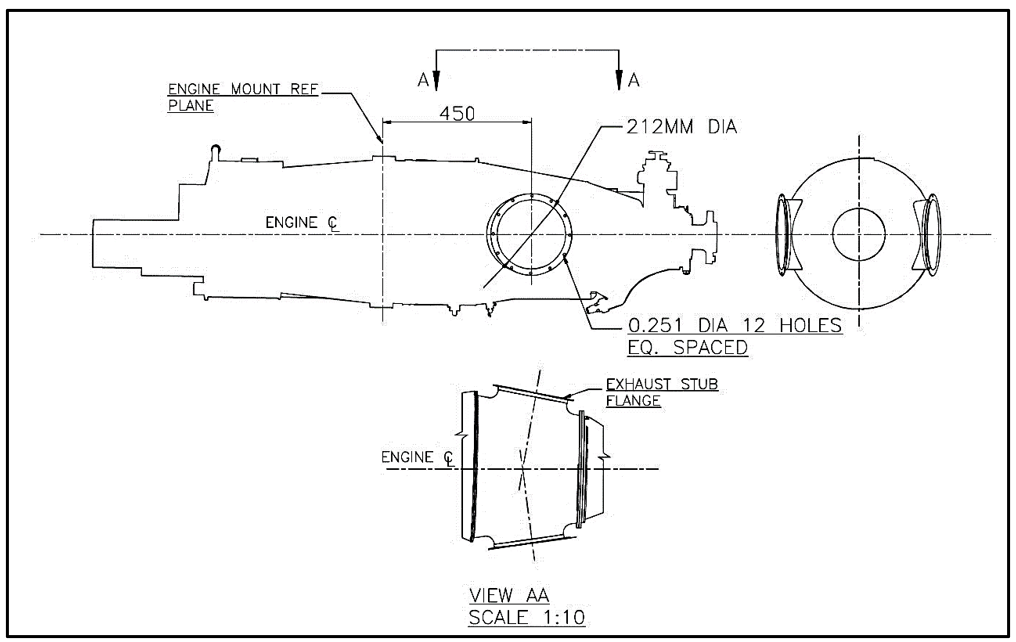 A A
ENGINE MOUNT REF
PLANE
450
212MM DIA
ENGINE ℄
0.251 DIA 12 HOLES
EQ. SPACED
EXHAUST STUB
FLANGE
ENGINE ℄
VIEW AA
SCALE 1:10